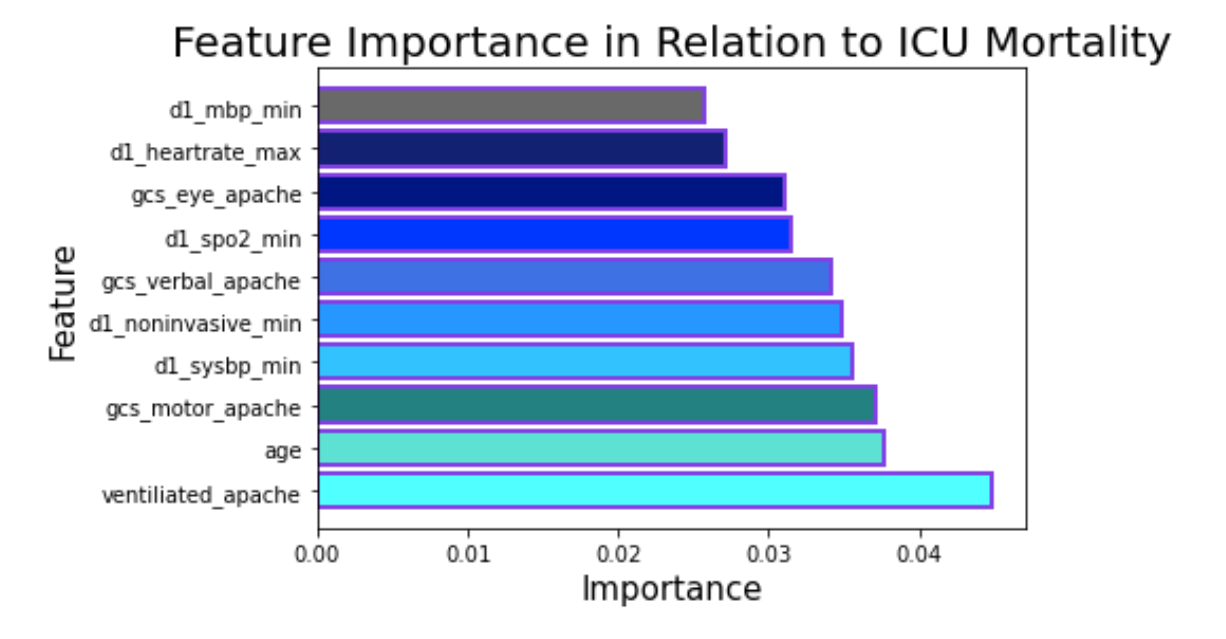 Feature Importance in Relation to ICU Mortality
Feature
d1_mbp_min
d1_heartrate_max
gcs_eye_apache
d1_spo2_min
gcs_verbal_apache
d1_noninvasive_min
d1_sysbp_min
gcs_motor_apache
age
ventiliated_apache
0.00 0.01 0.02 0.03 0.04
Importance